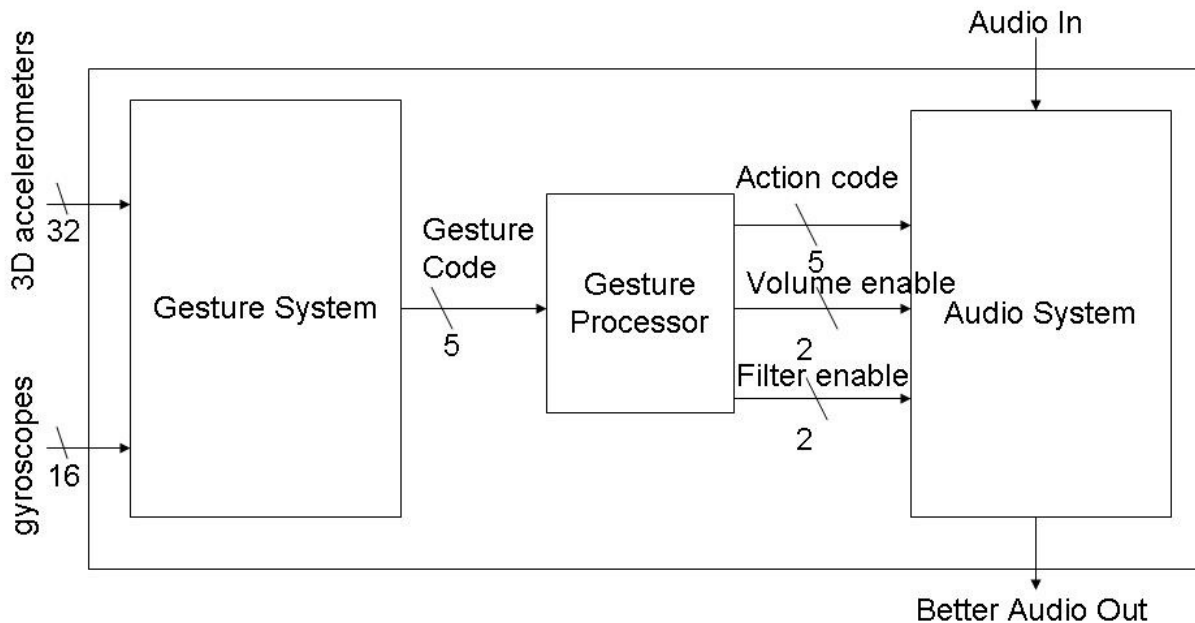 Audio In
3D accelerometers
32
gyroscopes
16
Gesture System
Gesture
Code
5
Gesture
Processor
Action code
5
Volume enable
2
Filter enable
2
Audio System
Better Audio Out